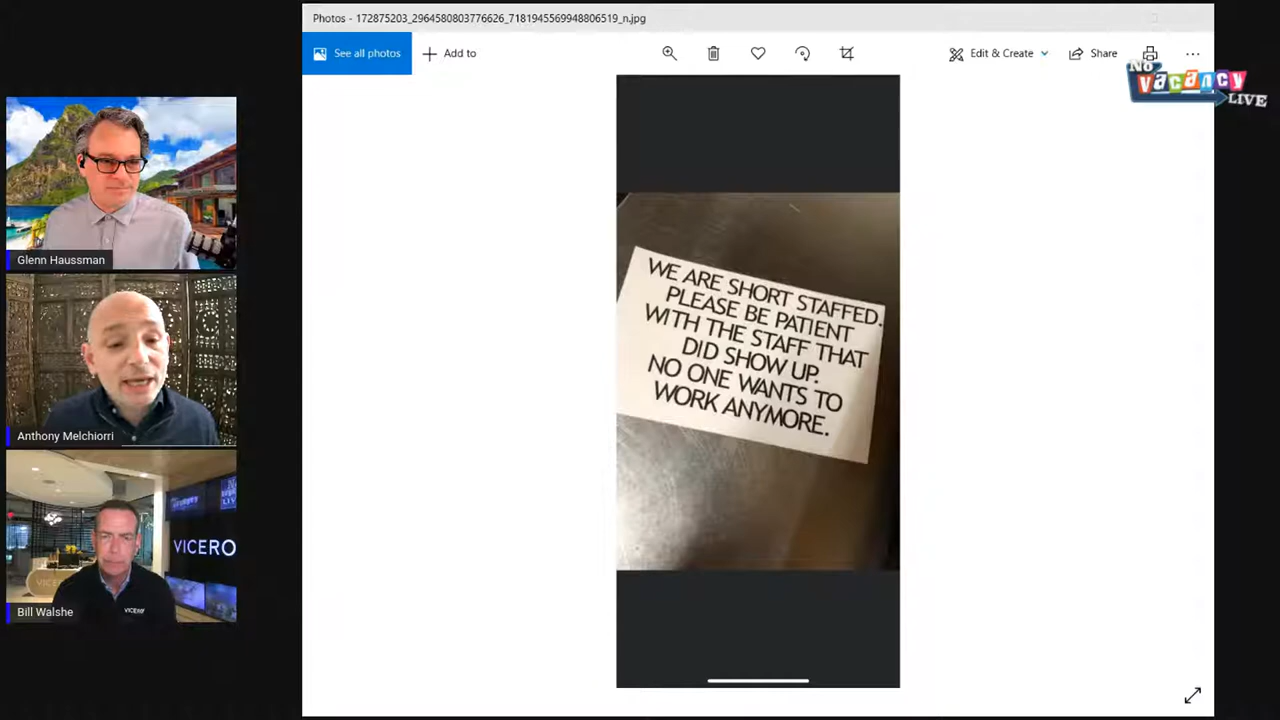 Photos - 172875203_2964580803776626_7181945569948806519_n.jpg
See all photos
Add to
Edit & Create
Share
No
Vacancy
LIVE
Glenn Haussman
Anthony Melchiorri
VICERO
VICEROY
Bill Walshe
WE ARE SHORT STAFFED.
PLEASE BE PATIENT
WITH THE STAFF THAT
DID SHOW UP.
NO ONE WANTS TO
WORK ANYMORE.